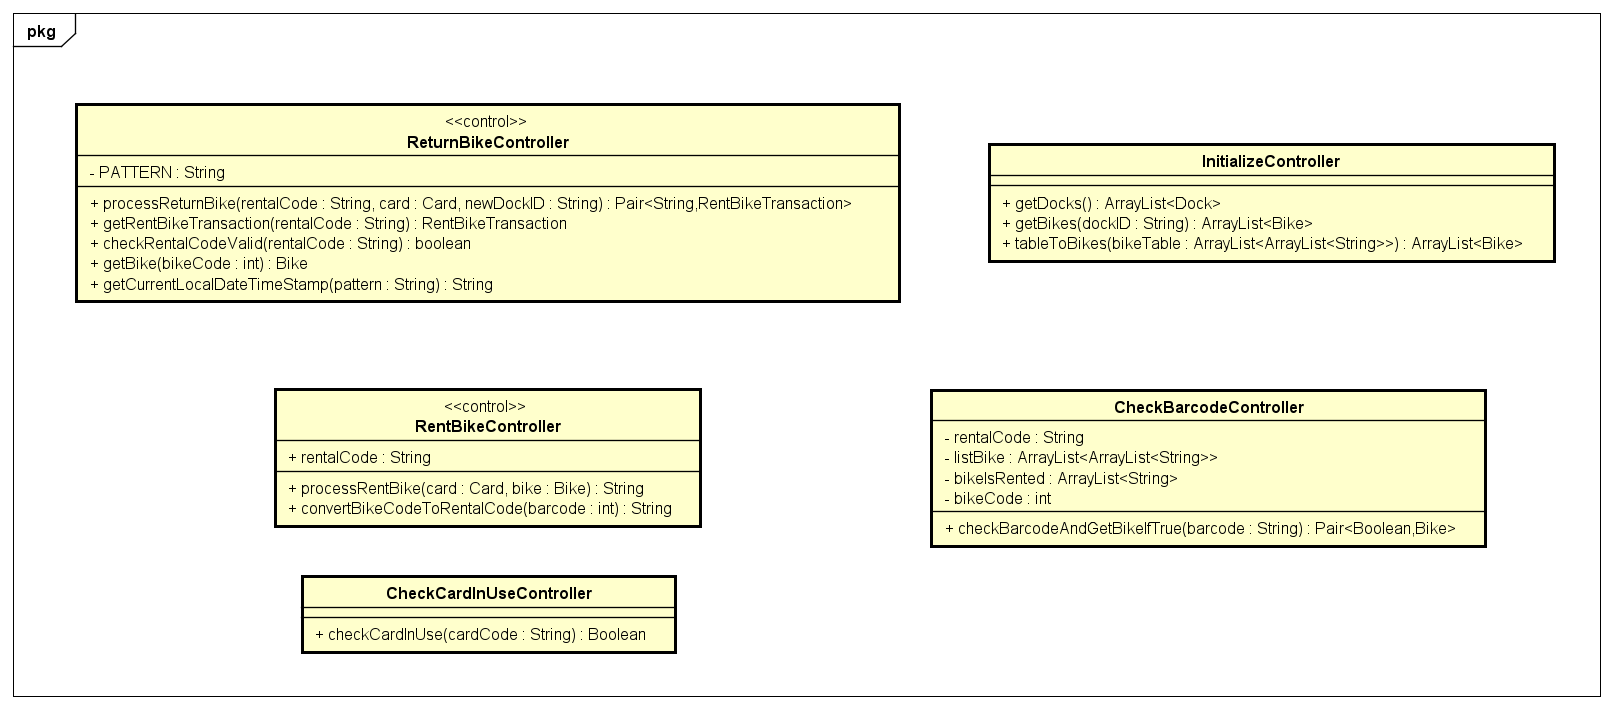 pkg
<<control>>
ReturnBikeController
- PATTERN : String
+ processReturnBike(rentalCode : String, card : Card, newDockID : String) : Pair<String,RentBikeTransaction>
+ getRentBikeTransaction(rentalCode : String) : RentBikeTransaction
+ checkRentalCodeValid(rentalCode : String) : boolean
+ getBike(bikeCode : int) : Bike
+ getCurrentLocalDateTimeStamp(pattern : String) : String
InitializeController
+ getDocks() : ArrayList<Dock>
+ getBikes(dockID : String) : ArrayList<Bike>
+ tableToBikes(bikeTable : ArrayList<ArrayList<String>>) : ArrayList<Bike>
<<control>>
RentBikeController
+ rentalCode : String
+ processRentBike(card : Card, bike : Bike) : String
+ convertBikeCodeToRentalCode(barcode : int) : String
CheckBarcodeController
- rentalCode : String
- listBike : ArrayList<ArrayList<String>>
- bikeIsRented : ArrayList<String>
- bikeCode : int
+ checkBarcodeAndGetBikeIfTrue(barcode : String) : Pair<Boolean,Bike>
CheckCardInUseController
+ checkCardInUse(cardCode : String) : Boolean